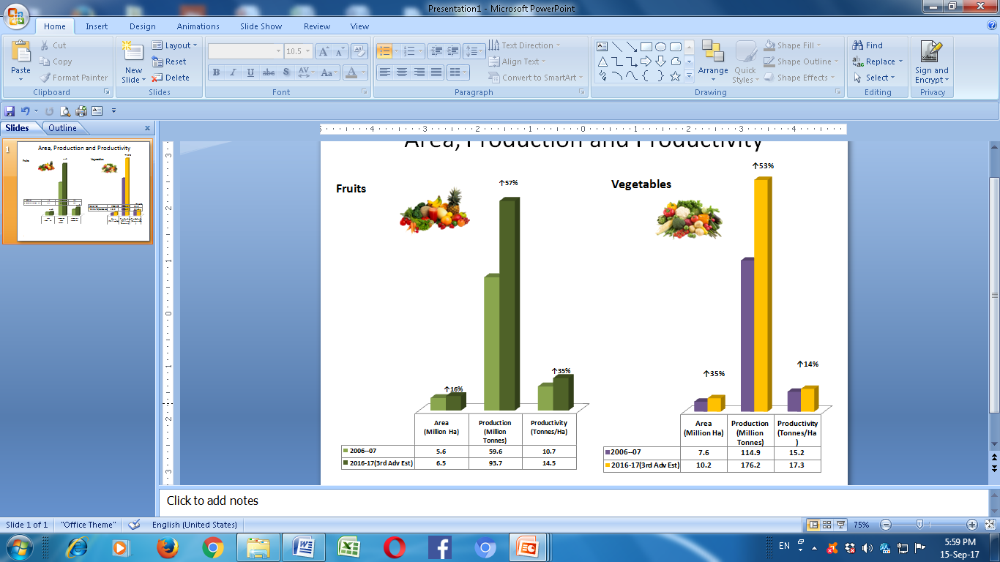 Presentation1 - Microsoft PowerPoint
Home Insert Design Animations Slide Show Review View
Paste
Cut
Copy
Format Painter
Clipboard
New Slide
Layout
Reset
Delete
Slides
10.5
B I U abc S AV Aa A
Font
Text Direction
Align Text
Convert to SmartArt
Paragraph
Arrange
Quick Styles
Shape Fill
Shape Outline
Shape Effects
Drawing
Find
Replace
Select
Editing
Sign and Encrypt
Privacy
Slides Outline x
1
Area, Production and Productivity
Fruits
Vegetables
Area, Production and Productivity
Fruits
↑57%
↑16%
↑35%
Area (Million Ha) Production (Million Tonnes) Productivity (Tonnes/Ha)
2006--07 5.6 59.6 10.7
2016-17(3rd Adv Est) 6.5 93.7 14.5
Vegetables
↑53%
↑35%
↑14%
Area (Million Ha) Production (Million Tonnes) Productivity (Tonnes/Ha)
2006--07 7.6 114.9 15.2
2016-17(3rd Adv Est) 10.2 176.2 17.3
Click to add notes
Slide 1 of 1 "Office Theme" English (United States) 75%
EN 5:59 PM
15-Sep-17